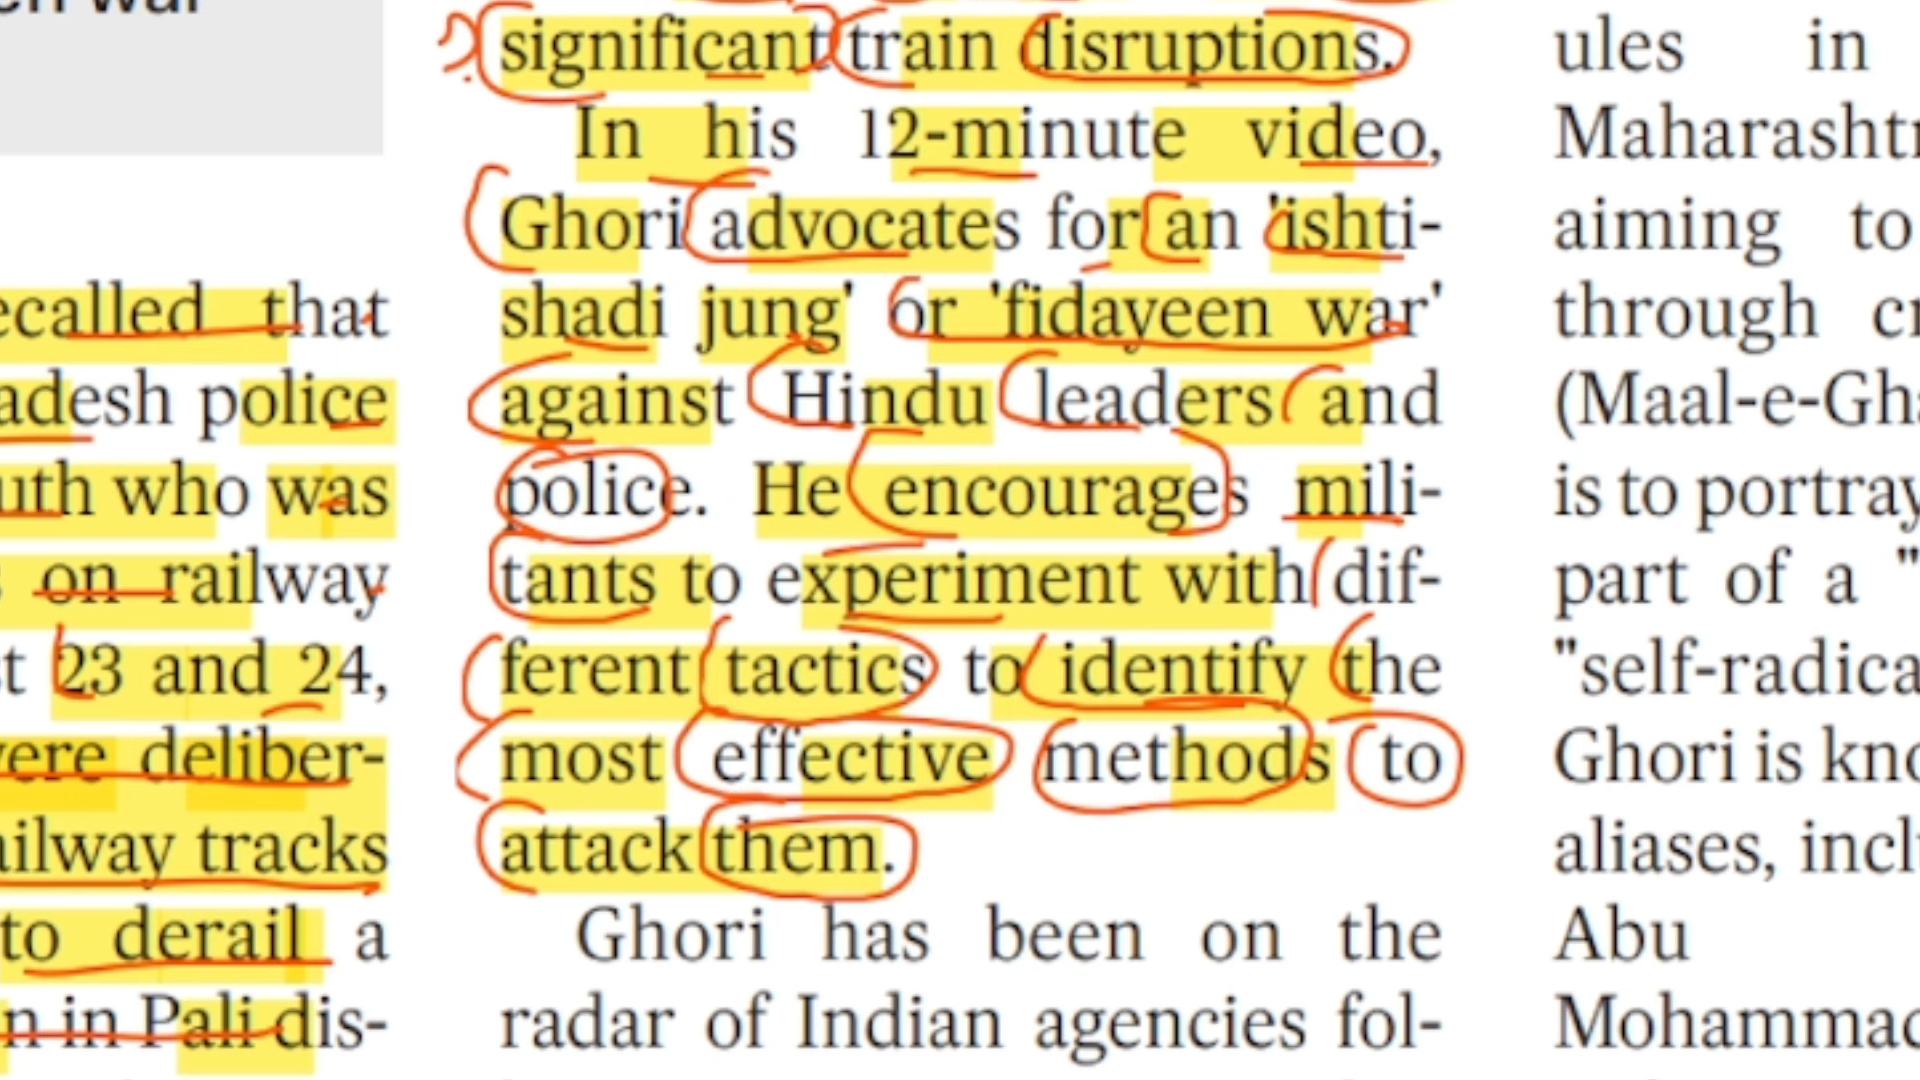 war
ecalled that
adesh police
uth who was
on railway
23 and 24,
ere deliber-
ailway tracks
to derail a
n in Pali dis-
significant train disruptions.
In his 12-minute video,
Ghori advocates for an 'ishti-
shadi jung' or 'fidayeen war'
against Hindu leaders and
police. He encourages mili-
tants to experiment with dif-
ferent tactics to identify the
most effective methods to
attack them.
Ghori has been on the
radar of Indian agencies fol-
ules in
Maharasht
aiming to
through
(Maal-e-Gh
is to portray
part of a "
"self-radica
Ghori is kno
aliases, incl
Abu
Mohammad